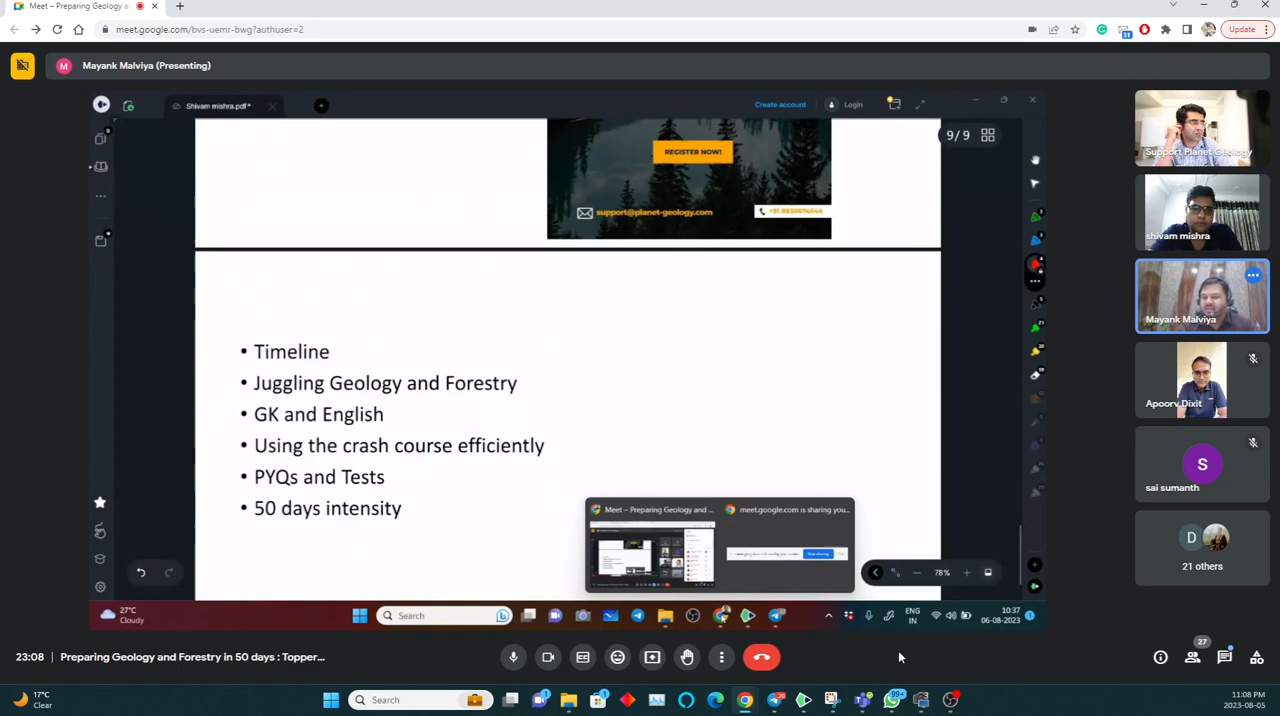 Meet – Preparing Geology a
meet.google.com/bvs-uemr-bwg?authuser=2
Update
Mayank Malviya (Presenting)
Shivam mishra.pdf*
Create account
Login
9/9
REGISTER NOW!
support@planet-geology.com
Timeline
Juggling Geology and Forestry
GK and English
Using the crash course efficiently
PYQs and Tests
50 days intensity
Meet – Preparing Geology and ...
meet.google.com is sharing you...
Stop sharing
78%
27°C
Cloudy
Search
ENG
IN
10:37
06-08-2023
Support Planet Geology
shivam mishra
Mayank Malviya
Apoorv Dixit
S
sai sumanth
D
21 others
23:08
Preparing Geology and Forestry in 50 days : Topper...
27
17°C
Clear
Search
99+
11:08 PM
2023-08-05